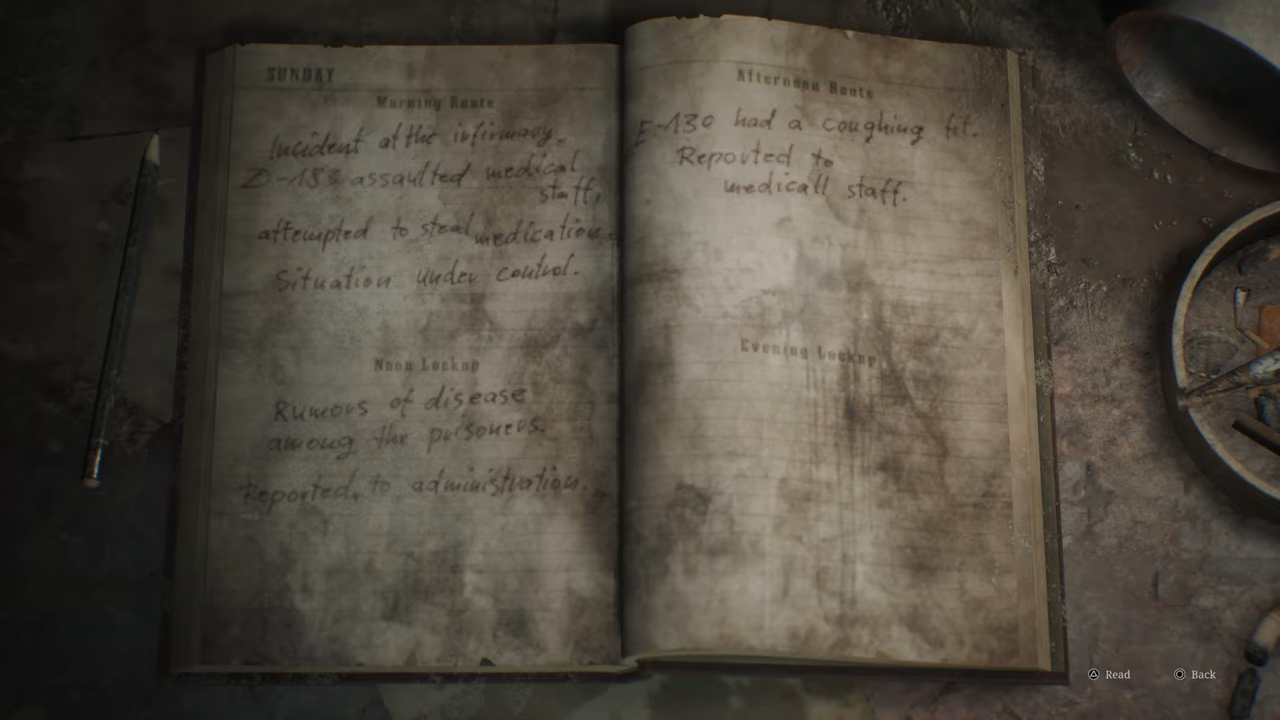 SUNDAY
Morning Route
Incident at the infirmary.
D-183 assaulted medical
staff,
attempted to steal medication.
Situation under control.
Noon Lockup
Rumors of disease
among the prisoners.
Reported to administration.
Afternoon Route
E-130 had a coughing fit.
Reported to
medicall staff.
Evening Lockup
Read
Back